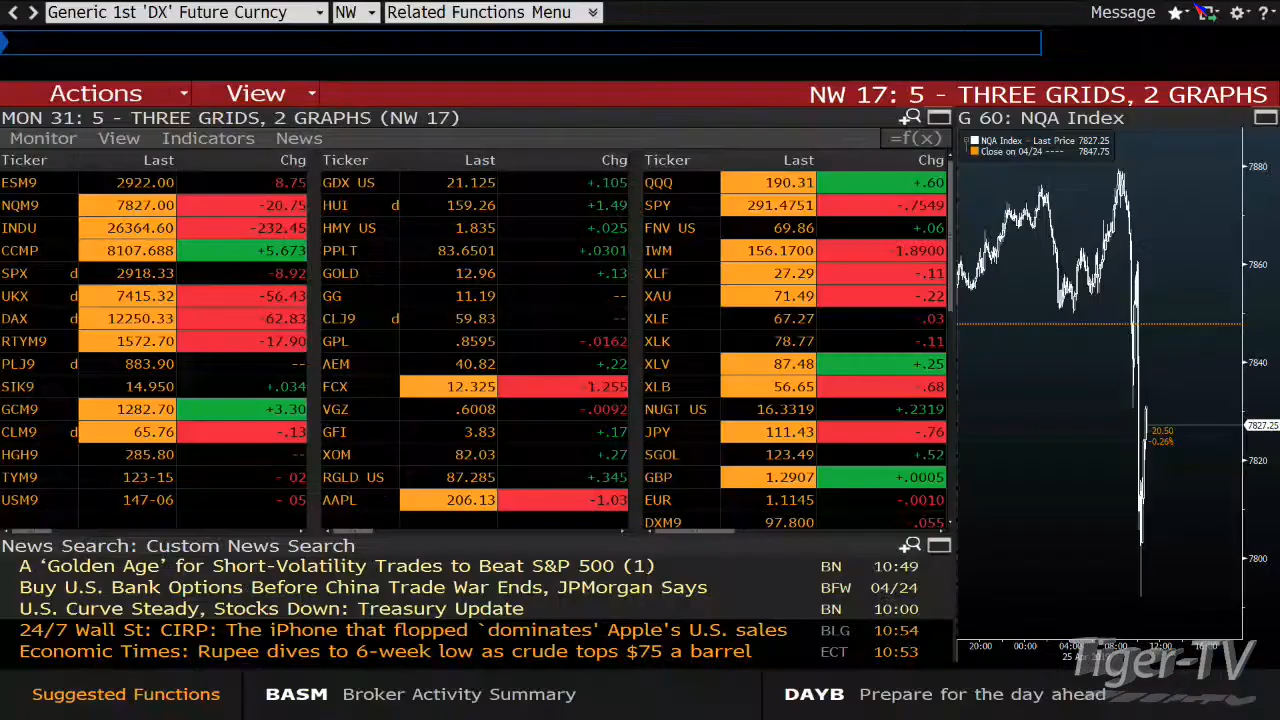 Generic 1st 'DX' Future Curncy NW Related Functions Menu Message ?
Actions View NW 17: 5 - THREE GRIDS, 2 GRAPHS
MON 31: 5 - THREE GRIDS, 2 GRAPHS (NW 17) G 60: NQA Index
Monitor View Indicators News =f(x)
Ticker Last Chg Ticker Last Chg Ticker Last Chg
ESM9 2922.00 8.75 GDX US 21.125 +.105 QQQ 190.31 +.60
NQM9 7827.00 -20.75 HUI d 159.26 +1.49 SPY 291.4751 -.7549
INDU 26364.60 -232.45 HMY US 1.835 +.025 FNV US 69.86 +.06
CCMP 8107.688 +5.673 PPLT 83.6501 +.0301 IWM 156.1700 -1.8900
SPX d 2918.33 -8.92 GOLD 12.96 +.13 XLF 27.29 -.11
UKX d 7415.32 -56.43 GG 11.19 -- XAU 71.49 -.22
DAX d 12250.33 -62.83 CLJ9 d 59.83 -- XLE 67.27 -.03
RTYM9 1572.70 -17.90 GPL .8595 -.0162 XLK 78.77 -.11
PLJ9 d 883.90 -- AEM 40.82 +.22 XLV 87.48 +.25
SIK9 14.950 +.034 FCX 12.325 -1.255 XLB 56.65 -.68
GCM9 1282.70 +3.30 VGZ .6008 -.0092 NUGT US 16.3319 +.2319
CLM9 d 65.76 -.13 GFI 3.83 +.17 JPY 111.43 -.76
HGH9 285.80 -- XOM 82.03 +.27 SGOL 123.49 +.52
TYM9 123-15 - 02 RGLD US 87.285 +.345 GBP 1.2907 +.0005
USM9 147-06 - 05 AAPL 206.13 -1.03 EUR 1.1145 -.0010
DXM9 97.800 .055
NQA Index - Last Price 7827.25
Close on 04/24 ---- 7847.75
7880
7860
7840
7827.25
20.50
-0.26%
7820
7800
20:00 00:00 04:00 08:00 12:00 16:00
News Search: Custom News Search
A ‘Golden Age’ for Short-Volatility Trades to Beat S&P 500 (1) BN 10:49
Buy U.S. Bank Options Before China Trade War Ends, JPMorgan Says BFW 04/24
U.S. Curve Steady, Stocks Down: Treasury Update BN 10:00
24/7 Wall St: CIRP: The iPhone that flopped `dominates' Apple's U.S. sales BLG 10:54
Economic Times: Rupee dives to 6-week low as crude tops $75 a barrel ECT 10:53
25 Apr
Tiger-TV
Suggested Functions BASM Broker Activity Summary DAYB Prepare for the day ahead